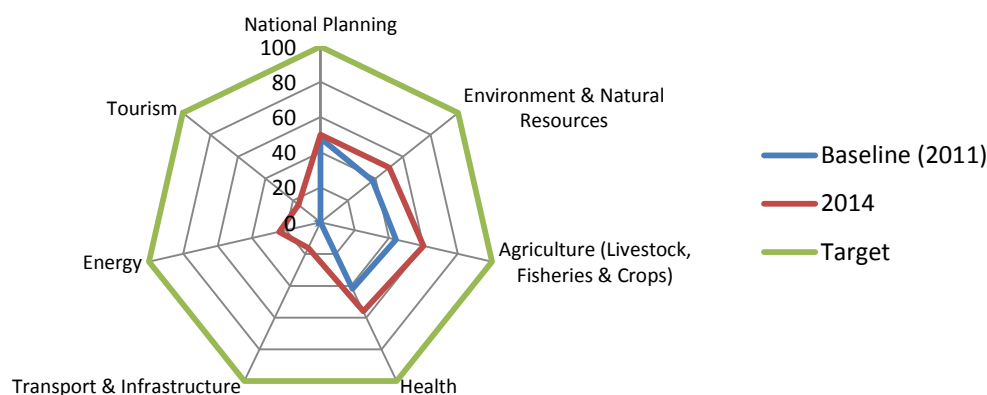 National Planning
100
80
60
40
20
0
Tourism
Environment & Natural
Resources
Baseline (2011)
2014
Target
Agriculture (Livestock,
Fisheries & Crops)
Energy
Transport & Infrastructure
Health